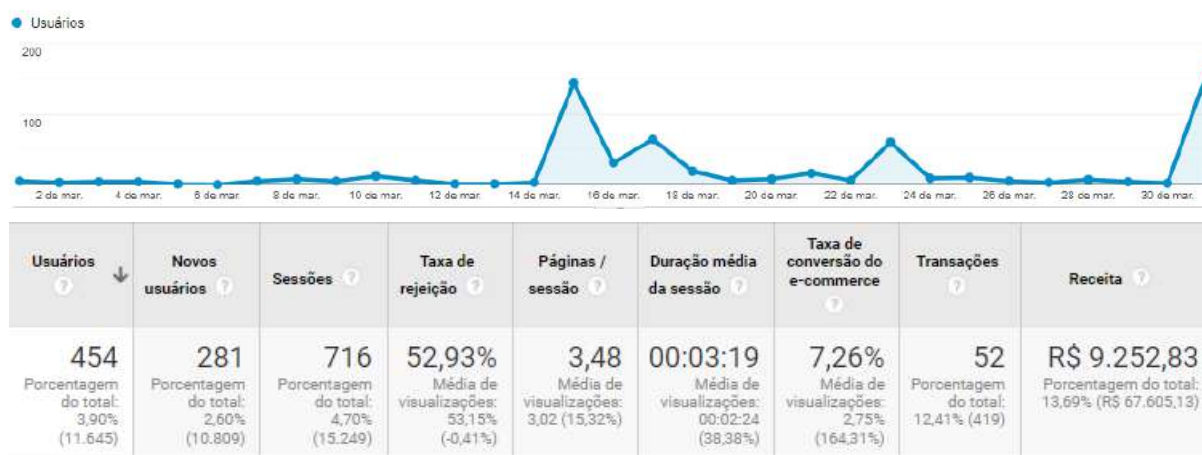 Usuários
200
100
2 de mar. 4 de mar. 6 de mar. 8 de mar. 10 de mar. 12 de mar. 14 de mar. 16 de mar. 18 de mar. 20 de mar. 22 de mar. 24 de mar. 26 de mar. 28 de mar. 30 de mar.
Usuários
?
Novos
usuários ?
Sessões ?
Taxa de
rejeição ?
Páginas /
sessão ?
Duração média
da sessão ?
Taxa de
conversão do
e-commerce
?
Transações
?
Receita ?
454
Porcentagem
do total:
3,90%
(11.645)
281
Porcentagem
do total:
2,60%
(10.809)
716
Porcentagem
do total:
4,70%
(15.249)
52,93%
Média de
visualizações:
53,15%
(-0,41%)
3,48
Média de
visualizações:
3,02 (15,32%)
00:03:19
Média de
visualizações:
00:02:24
(38,38%)
7,26%
Média de
visualizações:
2,75%
(164,31%)
52
Porcentagem
do total:
12,41% (419)
R$ 9.252,83
Porcentagem do total:
13,69% (R$ 67.605,13)